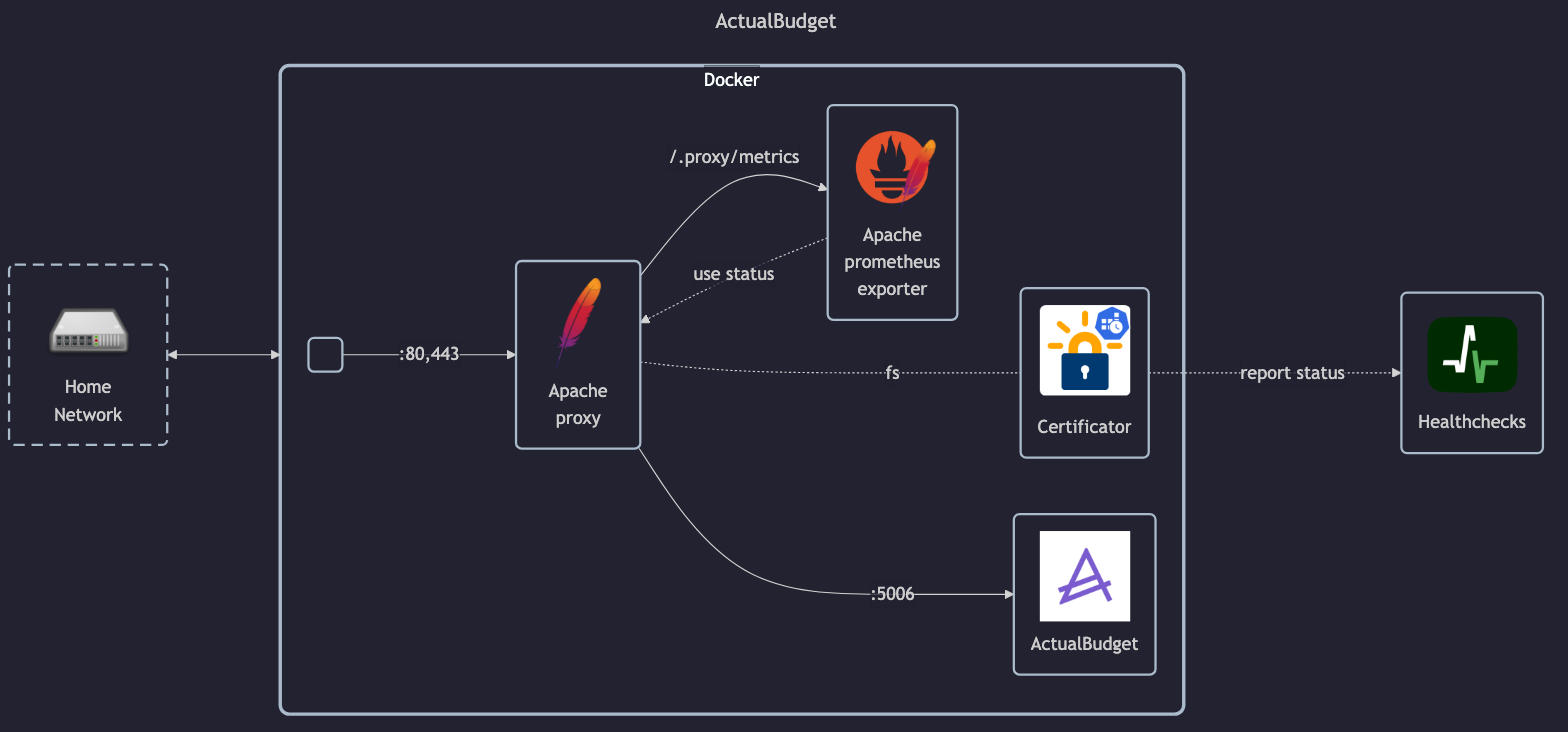 ActualBudget
Docker
/.proxy/metrics
Apache
prometheus
exporter
use status
Home
Network
:80,443
Apache
proxy
fs
Certificator
report status
Healthchecks
:5006
ActualBudget